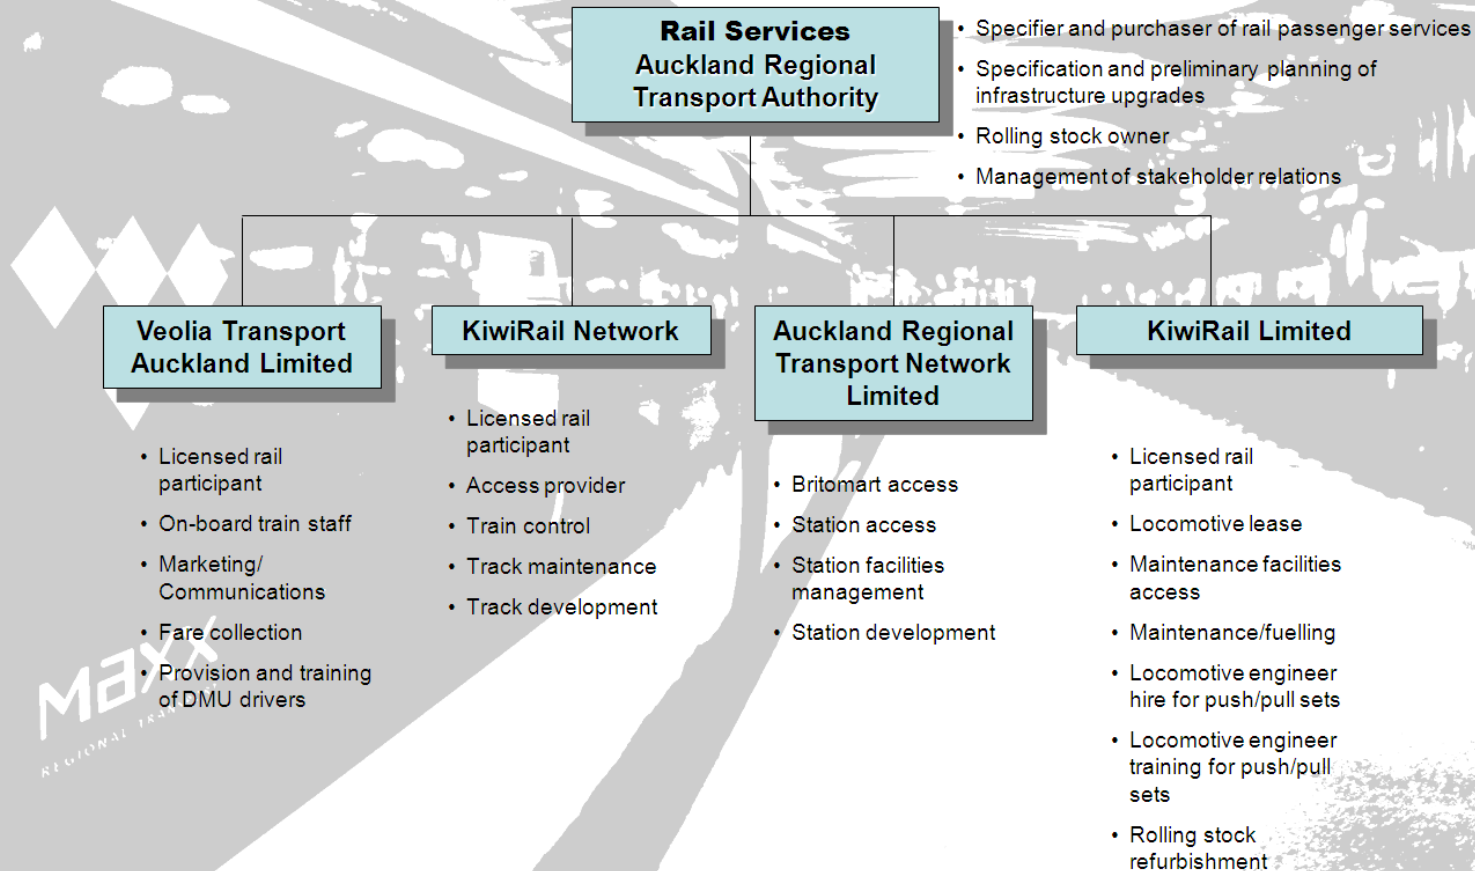 Rail Services
Auckland Regional
Transport Authority
• Specifier and purchaser of rail passenger services
• Specification and preliminary planning of
infrastructure upgrades
• Rolling stock owner
• Management of stakeholder relations
Veolia Transport
Auckland Limited
• Licensed rail
participant
• On-board train staff
• Marketing/
Communications
• Fare collection
• Provision and training
of DMU drivers
KiwiRail Network
• Licensed rail
participant
• Access provider
• Train control
• Track maintenance
• Track development
Auckland Regional
Transport Network
Limited
• Britomart access
• Station access
• Station facilities
management
• Station development
KiwiRail Limited
• Licensed rail
participant
• Locomotive lease
• Maintenance facilities
access
• Maintenance/fuelling
• Locomotive engineer
hire for push/pull sets
• Locomotive engineer
training for push/pull
sets
• Rolling stock
refurbishment
Maxx
REGIONAL